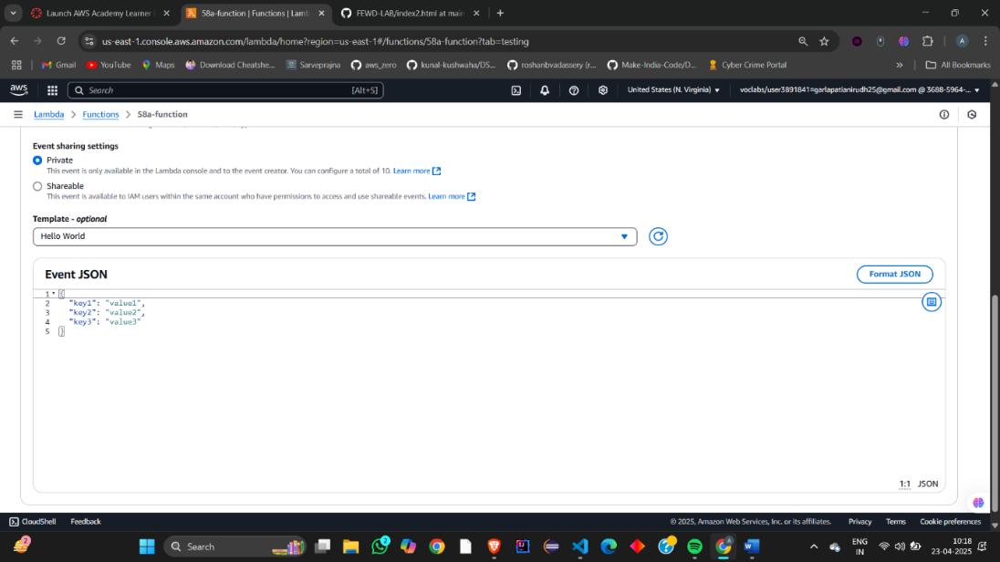 Launch AWS Academy Learner
58a-function | Functions | Lamb
FEWD-LAB/index2.html at main
us-east-1.console.aws.amazon.com/lambda/home?region=us-east-1#/functions/58a-function?tab=testing
Gmail
YouTube
Maps
Download Cheatshe...
Sarveprajna
aws_zero
kunal-kushwaha/DS...
roshanbvadassery (r...
Make-India-Code/D...
Cyber Crime Portal
»
All Bookmarks
aws
Search
[Alt+S]
United States (N. Virginia)
voclabs/user3891841=garlapatianirudh25@gmail.com @ 3688-5964-...
Lambda
Functions
58a-function
Event sharing settings
Private
This event is only available in the Lambda console and to the event creator. You can configure a total of 10. Learn more
Shareable
This event is available to IAM users within the same account who have permissions to access and use shareable events. Learn more
Template - optional
Hello World
Event JSON
Format JSON
1 {
2 "key1": "value1",
3 "key2": "value2",
4 "key3": "value3"
5 }
1:1 JSON
CloudShell
Feedback
© 2025, Amazon Web Services, Inc. or its affiliates.
Privacy
Terms
Cookie preferences
2
Search
2
ENG
IN
10:18
23-04-2025